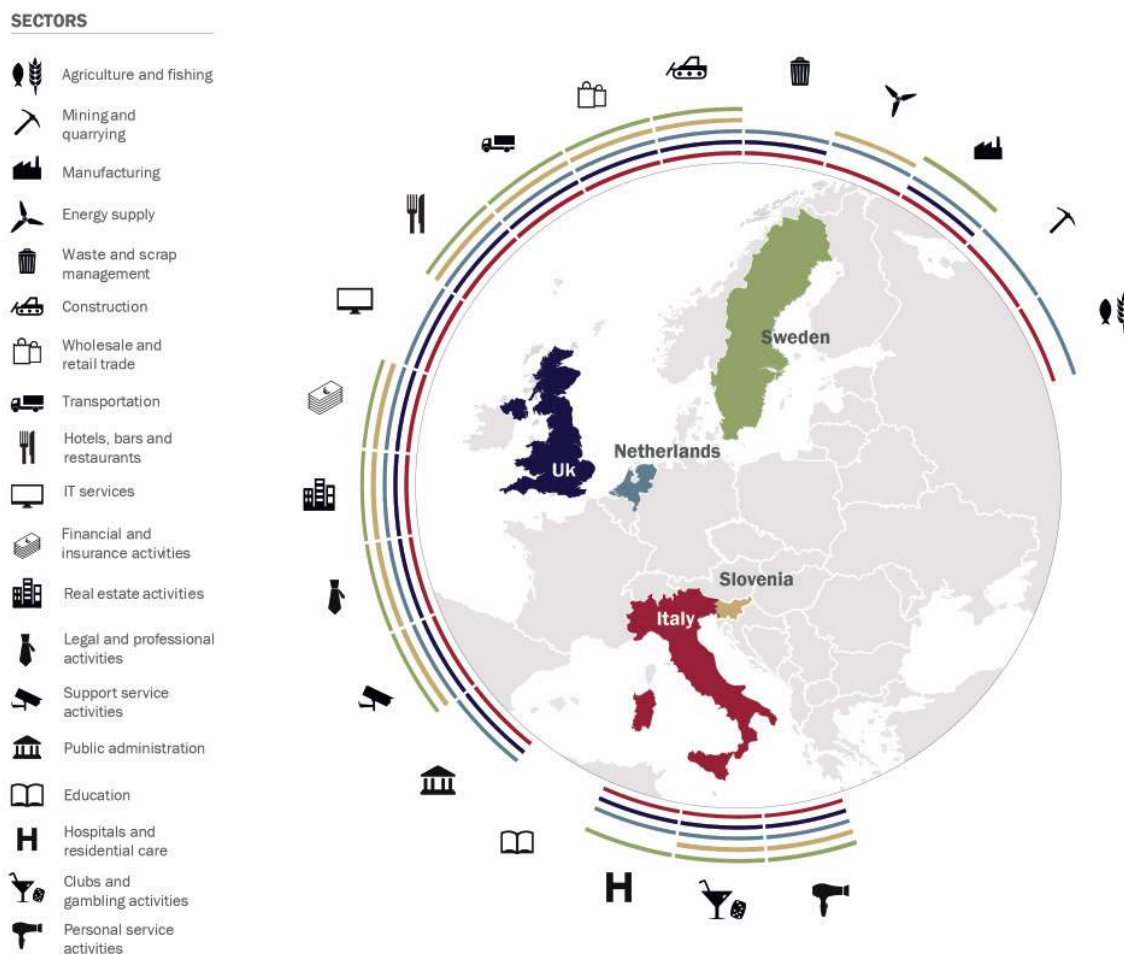 SECTORS
Agriculture and fishing
Mining and
quarrying
Manufacturing
Energy supply
Waste and scrap
management
Construction
Wholesale and
retail trade
Transportation
Hotels, bars and
restaurants
IT services
Financial and
insurance activities
Real estate activities
Legal and professional
activities
Support service
activities
Public administration
Education
H
Hospitals and
residential care
Clubs and
gambling activities
Personal service
activities
Sweden
Netherlands
Uk
Slovenia
Italy
H